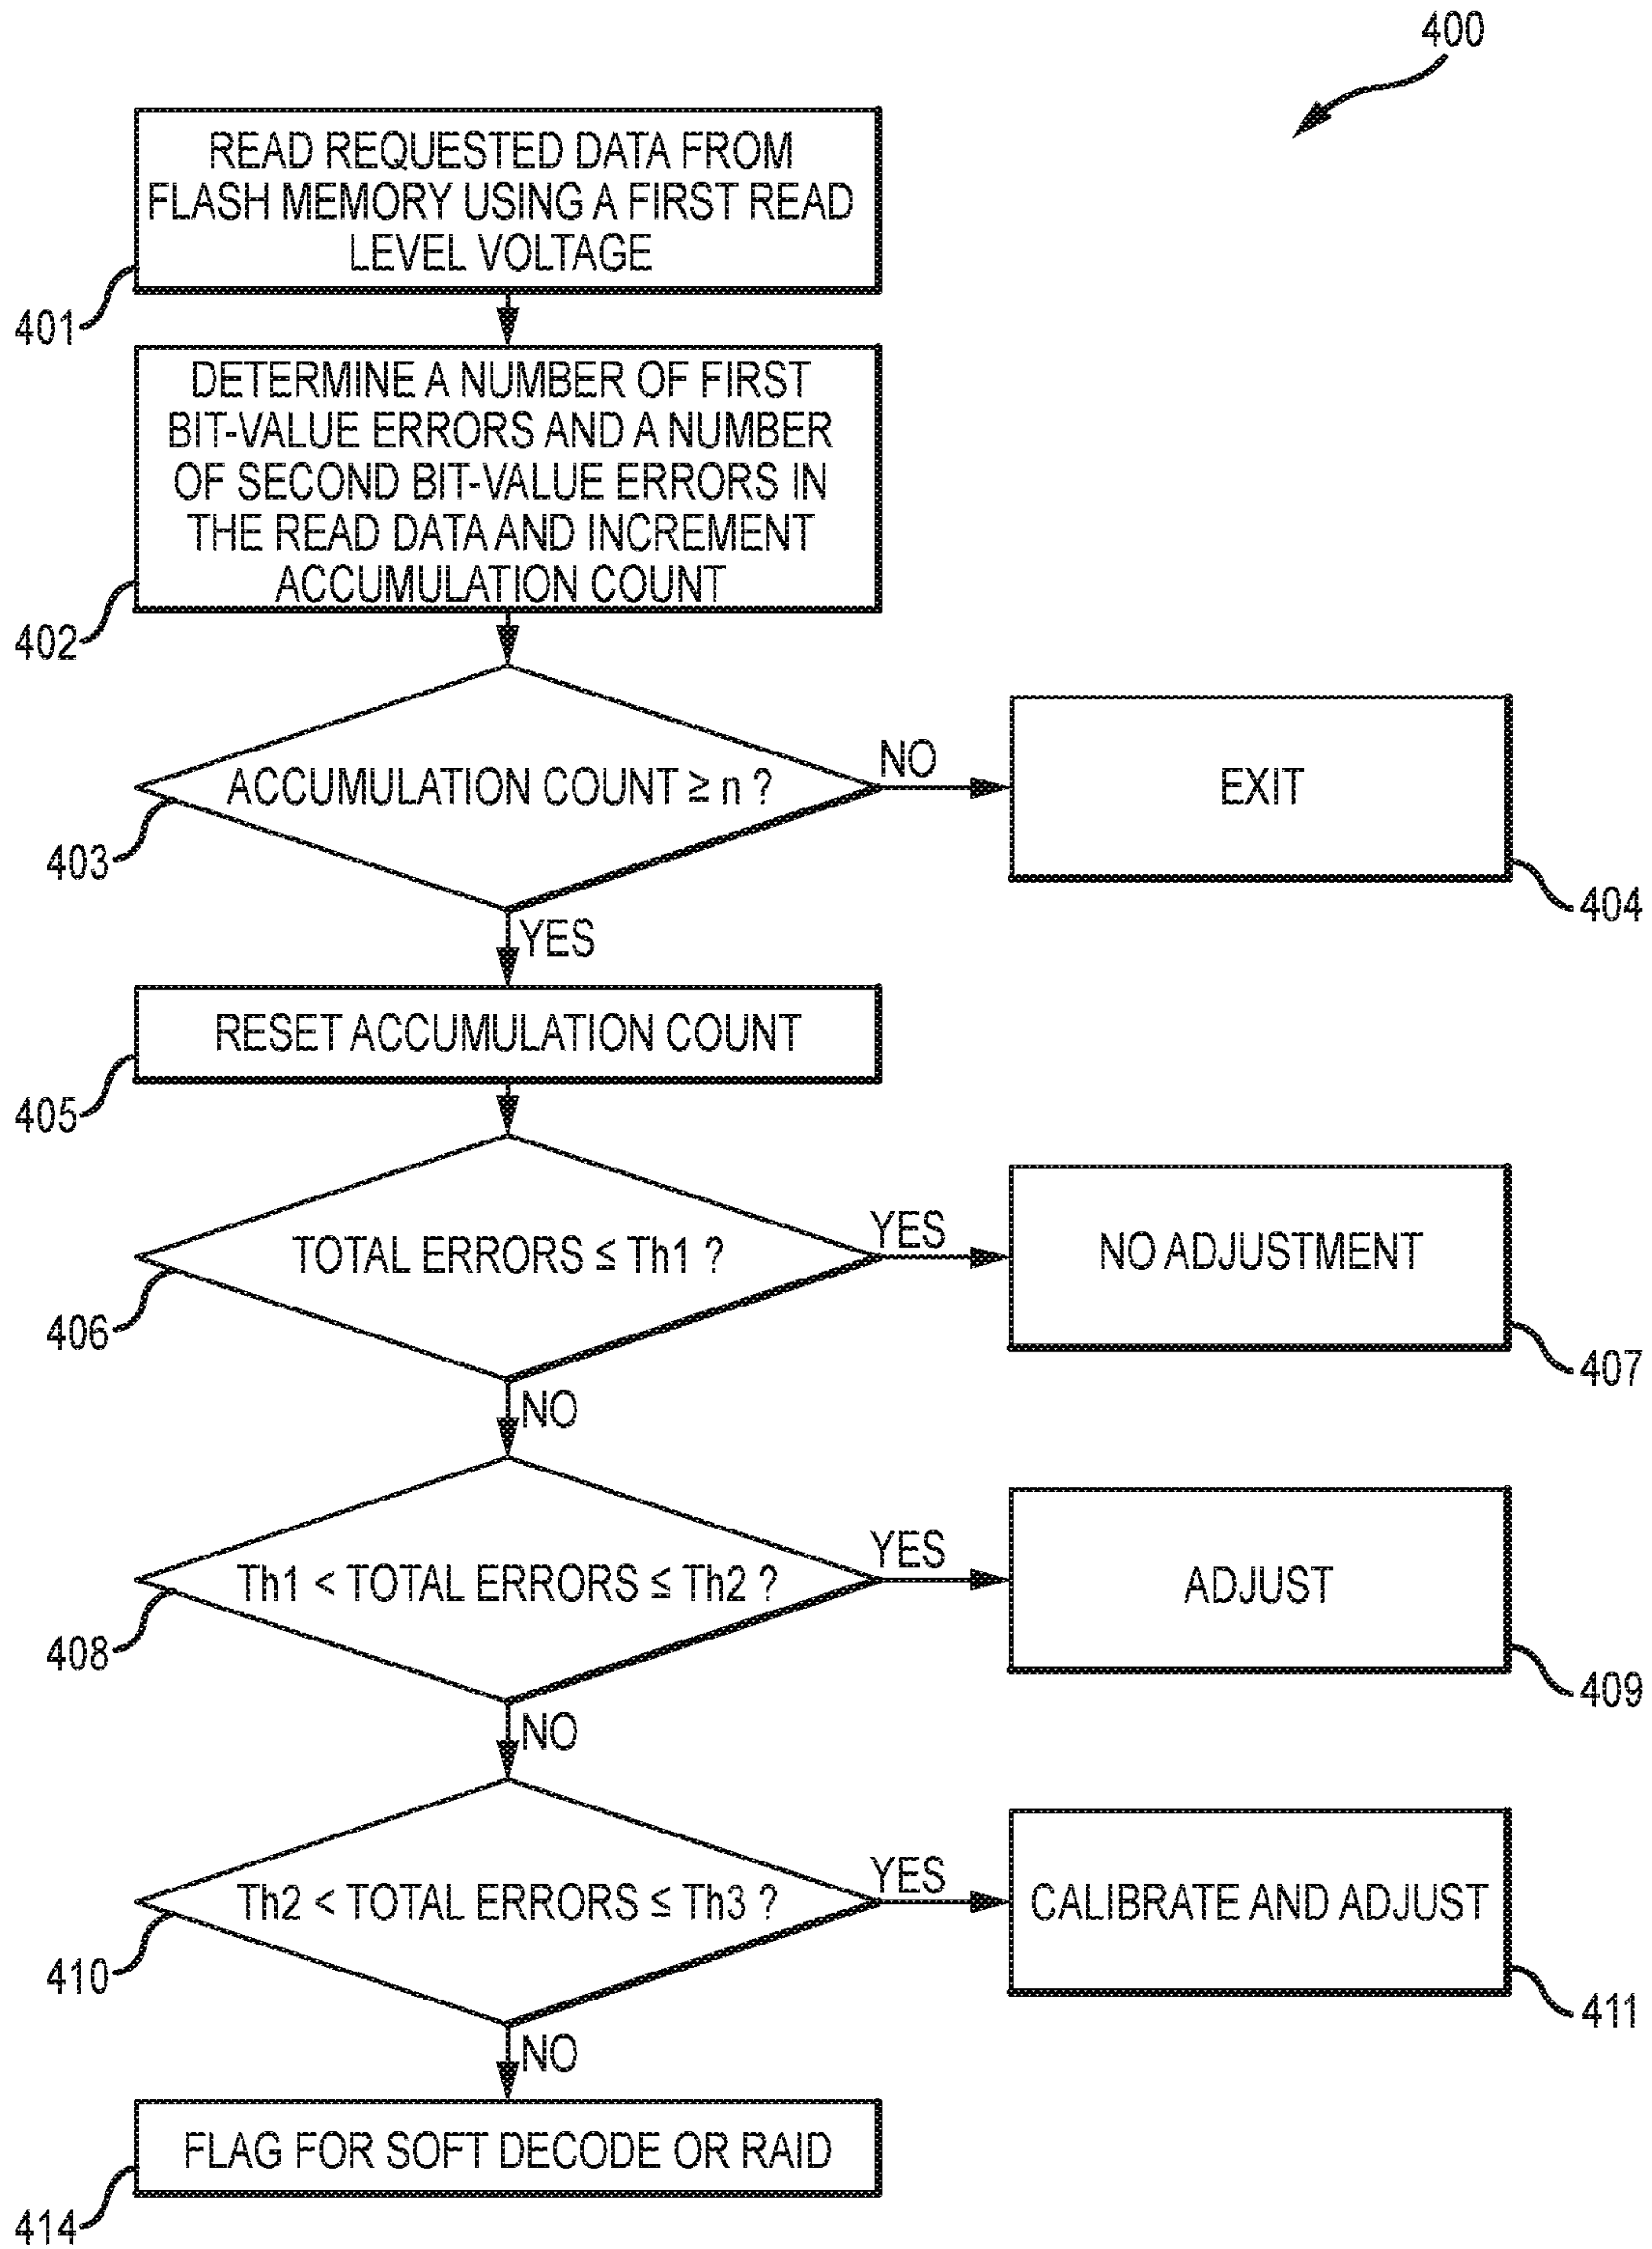 400
READ REQUESTED DATA FROM
FLASH MEMORY USING A FIRST READ
LEVEL VOLTAGE
401
DETERMINE A NUMBER OF FIRST
BIT-VALUE ERRORS AND A NUMBER
OF SECOND BIT-VALUE ERRORS IN
THE READ DATA AND INCREMENT
ACCUMULATION COUNT
402
ACCUMULATION COUNT ≥ n ?
NO
EXIT
403
404
YES
RESET ACCUMULATION COUNT
405
TOTAL ERRORS ≤ Th1 ?
YES
NO ADJUSTMENT
406
407
NO
Th1 < TOTAL ERRORS ≤ Th2 ?
YES
ADJUST
408
409
NO
Th2 < TOTAL ERRORS ≤ Th3 ?
YES
CALIBRATE AND ADJUST
410
411
NO
FLAG FOR SOFT DECODE OR RAID
414